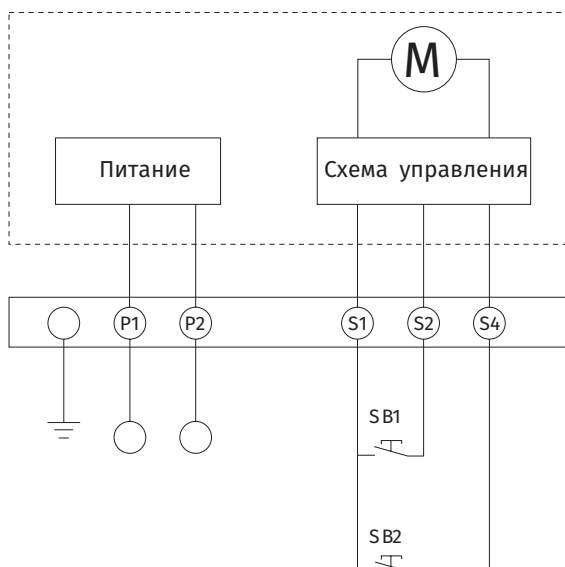 M
Питание
Схема управления
P1 P2 S1 S2 S4
SB1
SB2